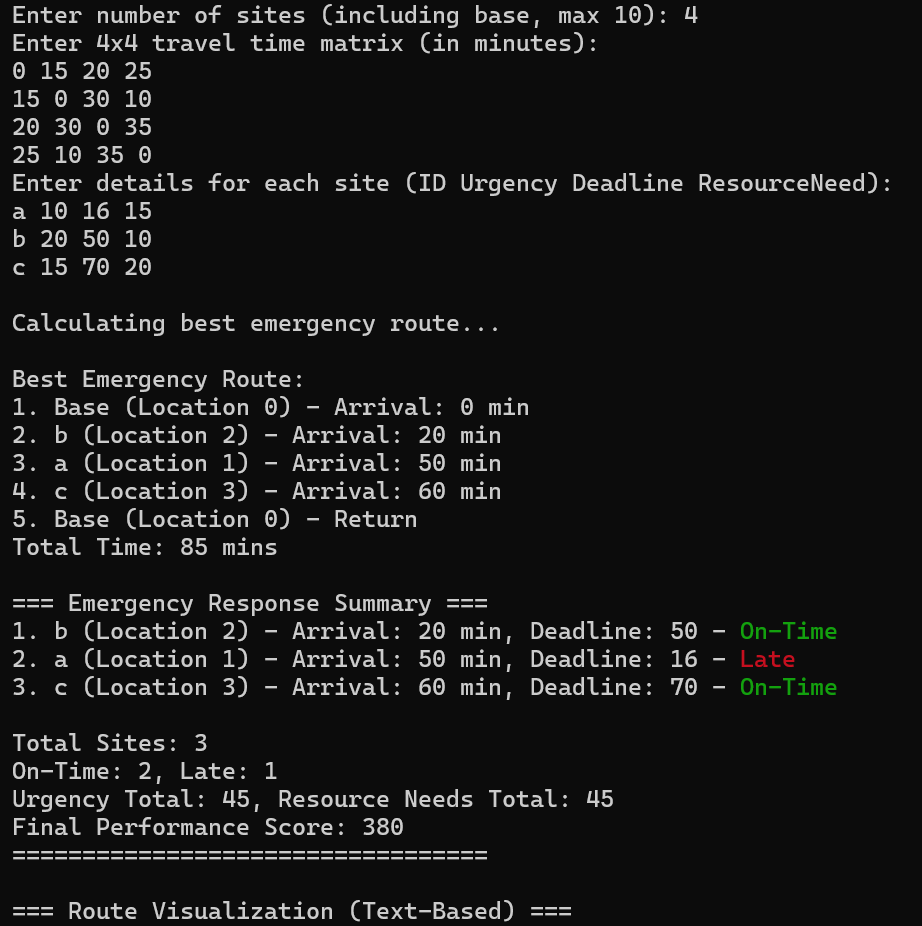 Enter number of sites (including base, max 10): 4
Enter 4x4 travel time matrix (in minutes):
0 15 20 25
15 0 30 10
20 30 0 35
25 10 35 0
Enter details for each site (ID Urgency Deadline ResourceNeed):
a 10 16 15
b 20 50 10
c 15 70 20
Calculating best emergency route...
Best Emergency Route:
1. Base (Location 0) - Arrival: 0 min
2. b (Location 2) - Arrival: 20 min
3. a (Location 1) - Arrival: 50 min
4. c (Location 3) - Arrival: 60 min
5. Base (Location 0) - Return
Total Time: 85 mins
=== Emergency Response Summary ===
1. b (Location 2) - Arrival: 20 min, Deadline: 50 - On-Time
2. a (Location 1) - Arrival: 50 min, Deadline: 16 - Late
3. c (Location 3) - Arrival: 60 min, Deadline: 70 - On-Time
Total Sites: 3
On-Time: 2, Late: 1
Urgency Total: 45, Resource Needs Total: 45
Final Performance Score: 380
==================================
=== Route Visualization (Text-Based) ===